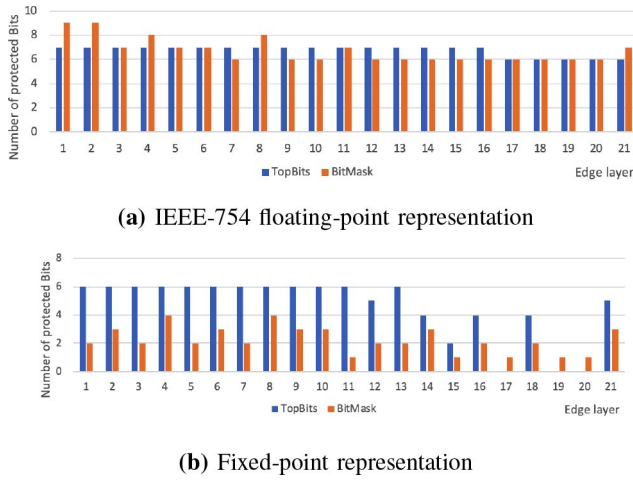 Number of protected Bits
10
8
6
4
2
0
1 2 3 4 5 6 7 8 9 10 11 12 13 14 15 16 17 18 19 20 21
TopBits BitMask
Edge layer
(a) IEEE-754 floating-point representation
Number of protected Bits
8
6
4
2
0
1 2 3 4 5 6 7 8 9 10 11 12 13 14 15 16 17 18 19 20 21
TopBits BitMask
Edge layer
(b) Fixed-point representation